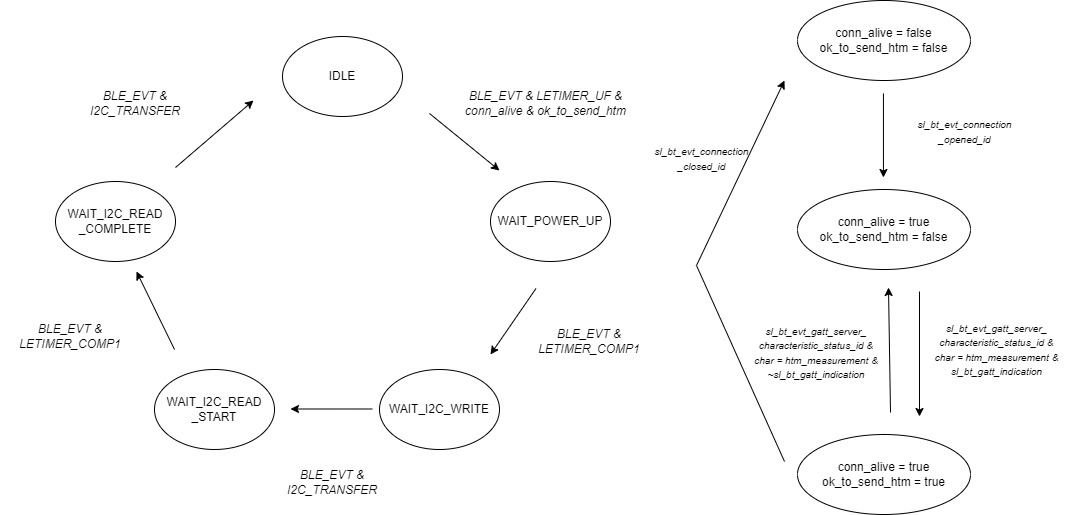 IDLE
BLE_EVT &
I2C_TRANSFER
BLE_EVT & LETIMER_UF &
conn_alive & ok_to_send_htm
WAIT_I2C_READ
_COMPLETE
WAIT_POWER_UP
BLE_EVT &
LETIMER_COMP1
BLE_EVT &
LETIMER_COMP1
WAIT_I2C_READ
_START
WAIT_I2C_WRITE
BLE_EVT &
I2C_TRANSFER
conn_alive = false
ok_to_send_htm = false
sl_bt_evt_connection
_opened_id
sl_bt_evt_connection
_closed_id
conn_alive = true
ok_to_send_htm = false
sl_bt_evt_gatt_server_
characteristic_status_id &
char = htm_measurement &
~sl_bt_gatt_indication
sl_bt_evt_gatt_server_
characteristic_status_id &
char = htm_measurement &
sl_bt_gatt_indication
conn_alive = true
ok_to_send_htm = true